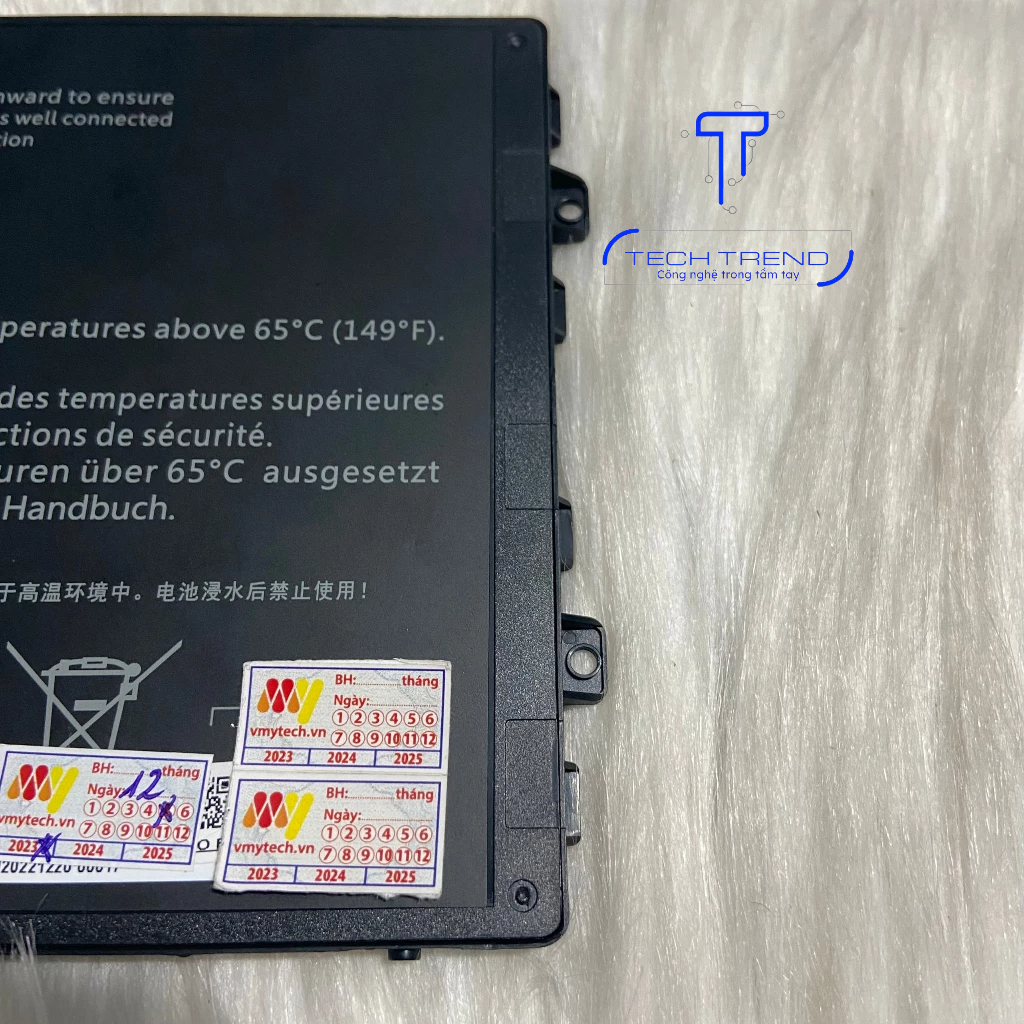 nward to ensure
s well connected
tion
peratures above 65°C (149°F).
des temperatures supérieures
ctions de sécurité.
uren über 65°C ausgesetzt
Handbuch.
于高温环境中。电池浸水后禁止使用!
TECH TREND
Công nghệ trong tầm tay
BH:..........tháng
Ngày:..........
vmytech.vn
1 2 3 4 5 6
7 8 9 10 11 12
2023 2024 2025
BH: 12 tháng
Ngày:
vmytech.vn
1 2 3 4 6
7 8 9 10 11 12
2023 2024 2025
BH:..........tháng
Ngày:..........
vmytech.vn
1 2 3 4 5 6
7 8 9 10 11 12
2023 2024 2025